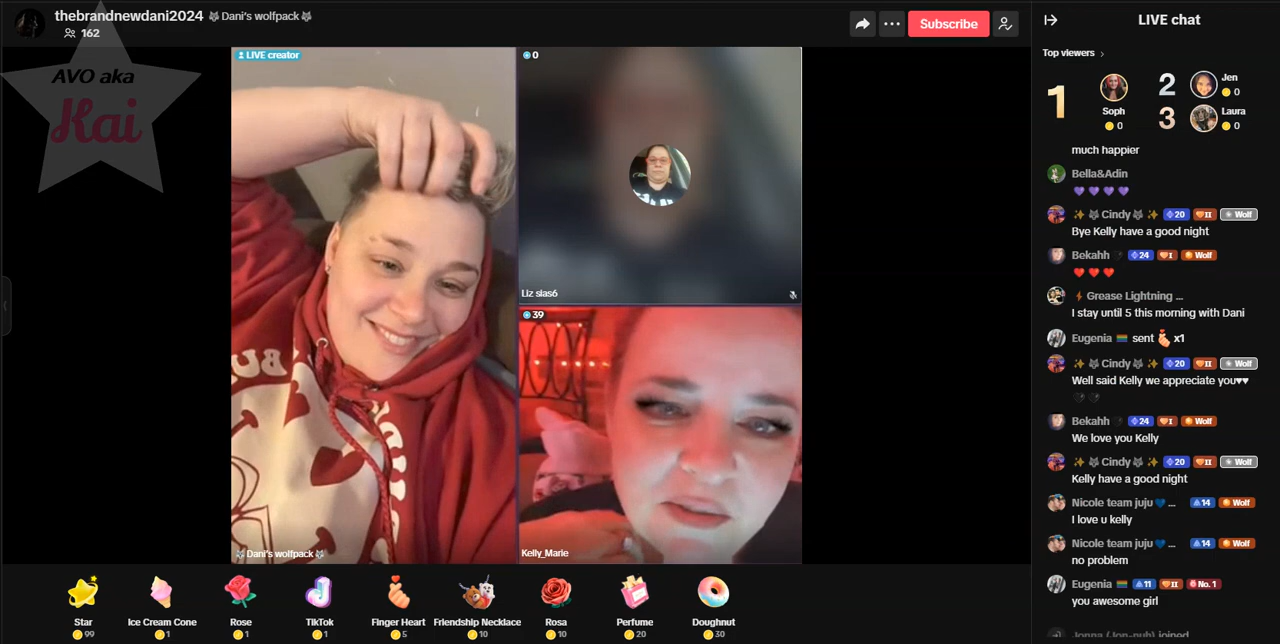 thebrandnewdani2024 🐺Dani's wolfpack🐺
162
Subscribe
AVO aka
Kai
LIVE creator
🐺Dani's wolfpack🐺
0
Liz slas6
39
Kelly_Marie
Star
99
Ice Cream Cone
1
Rose
1
TikTok
1
Finger Heart
5
Friendship Necklace
10
Rosa
10
Perfume
20
Doughnut
30
LIVE chat
Top viewers >
1
Soph
0
2
Jen
0
3
Laura
0
much happier
Bella&Adin
💜💜💜💜
✨🐺Cindy🐺✨ 20 II Wolf
Bye Kelly have a good night
Bekahh🖤 24 I Wolf
❤️❤️❤️
⚡Grease Lightning ...
I stay until 5 this morning with Dani
Eugenia 🏳️‍🌈 sent x1
✨🐺Cindy🐺✨ 20 II Wolf
Well said Kelly we appreciate you♥♥
🖤🖤
Bekahh🖤 24 I Wolf
We love you Kelly
✨🐺Cindy🐺✨ 20 II Wolf
Kelly have a good night
Nicole team juju💙 ... 14 Wolf
I love u kelly
Nicole team juju💙 ... 14 Wolf
no problem
Eugenia 🏳️‍🌈 11 II No. 1
you awesome girl